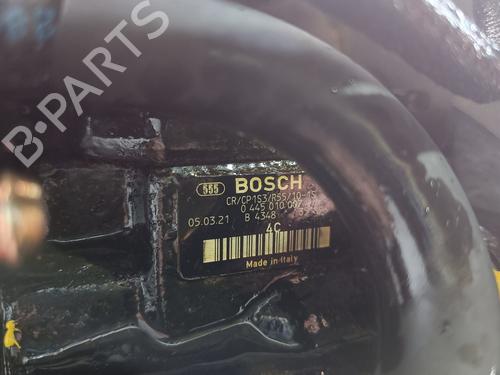 B-PARTS
555 BOSCH
CR/CP1S3/R55/10-1S
0 445 010 007
05.03.21 B 4348
4C
Made in Italy